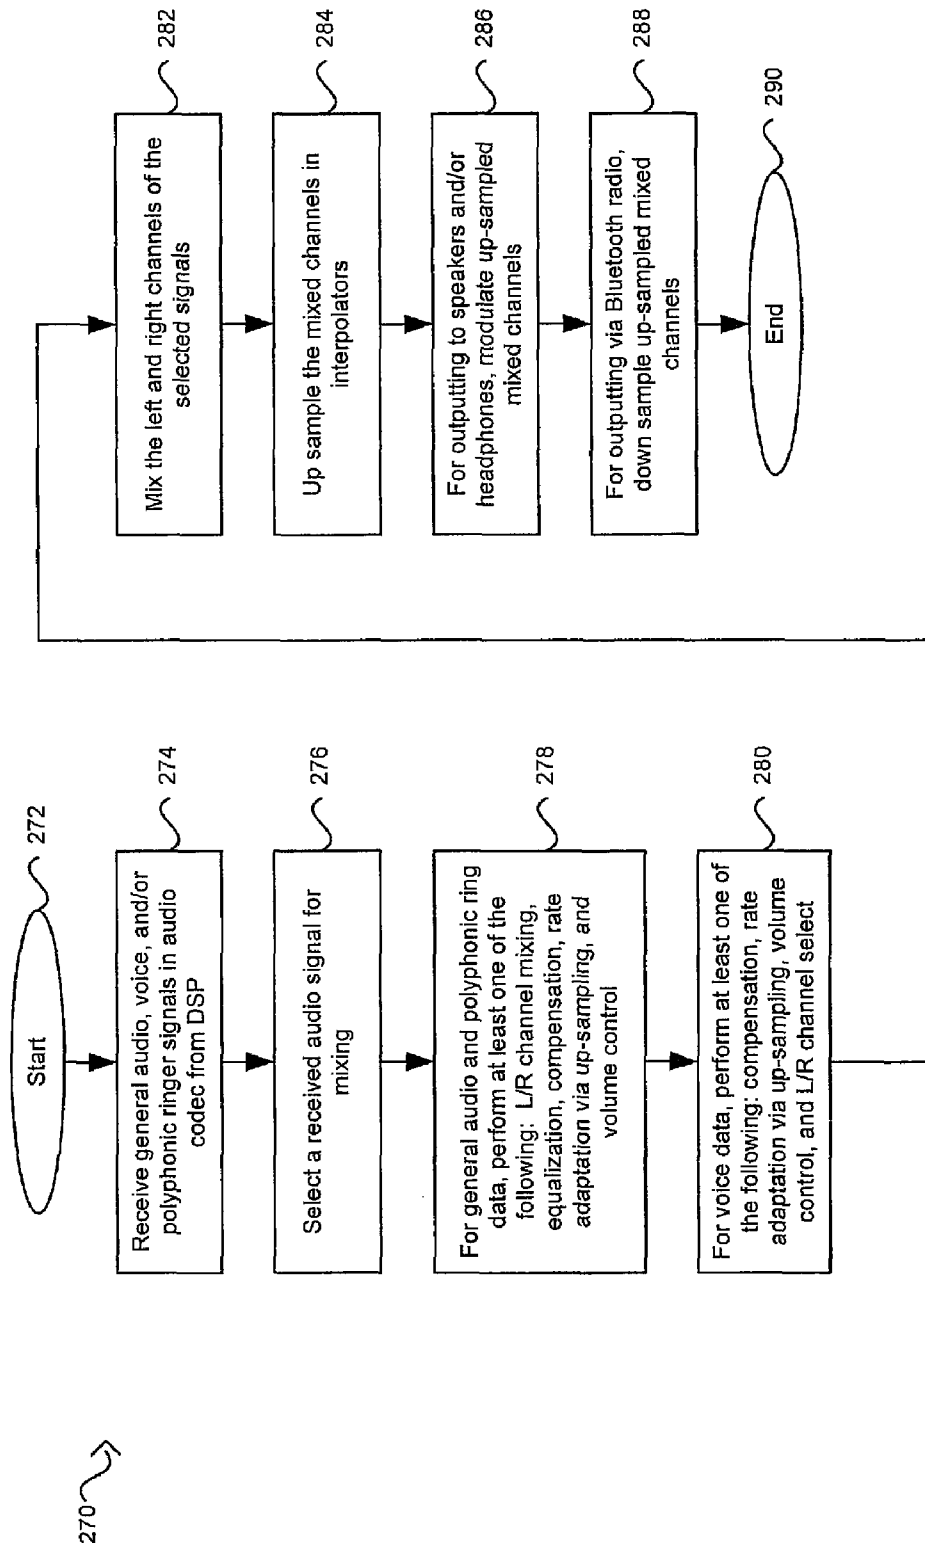 270
Start
272
Receive general audio, voice, and/or
polyphonic ringer signals in audio
codec from DSP
274
Select a received audio signal for
mixing
276
For general audio and polyphonic ring
data, perform at least one of the
following: L/R channel mixing,
equalization, compensation, rate
adaptation via up-sampling, and
volume control
278
For voice data, perform at least one of
the following: compensation, rate
adaptation via up-sampling, volume
control, and L/R channel select
280
Mix the left and right channels of the
selected signals
282
Up sample the mixed channels in
interpolators
284
For outputting to speakers and/or
headphones, modulate up-sampled
mixed channels
286
For outputting via Bluetooth radio,
down sample up-sampled mixed
channels
288
End
290